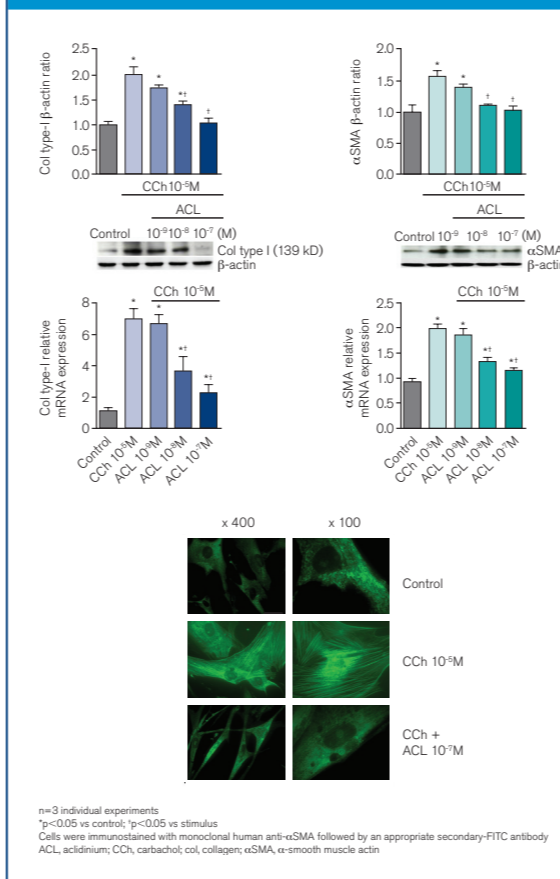 Col type-I β-actin ratio
2.5
2.0
1.5
1.0
0.5
0.0
*
*
*†
†
CCh10⁻⁵M
ACL
Control 10⁻⁹ 10⁻⁸ 10⁻⁷ (M)
Col type I (139 kD)
β-actin
αSMA β-actin ratio
2.0
1.5
1.0
0.5
0.0
*
*
†
†
CCh10⁻⁵M
ACL
Control 10⁻⁹ 10⁻⁸ 10⁻⁷ (M)
αSMA
β-actin
Col type-I relative
mRNA expression
8
6
4
2
0
CCh 10⁻⁵M
*
*
*†
*†
Control
CCh 10⁻⁵M
ACL 10⁻⁹M
ACL 10⁻⁸M
ACL 10⁻⁷M
αSMA relative
mRNA expression
2.5
2.0
1.5
1.0
0.5
0.0
CCh 10⁻⁵M
*
*
*†
*†
Control
CCh 10⁻⁵M
ACL 10⁻⁹M
ACL 10⁻⁸M
ACL 10⁻⁷M
x 400 x 100
Control
CCh 10⁻⁵M
CCh +
ACL 10⁻⁷M
n=3 individual experiments
*p<0.05 vs control; †p<0.05 vs stimulus
Cells were immunostained with monoclonal human anti-αSMA followed by an appropriate secondary-FITC antibody
ACL, aclidinium; CCh, carbachol; col, collagen; αSMA, α-smooth muscle actin